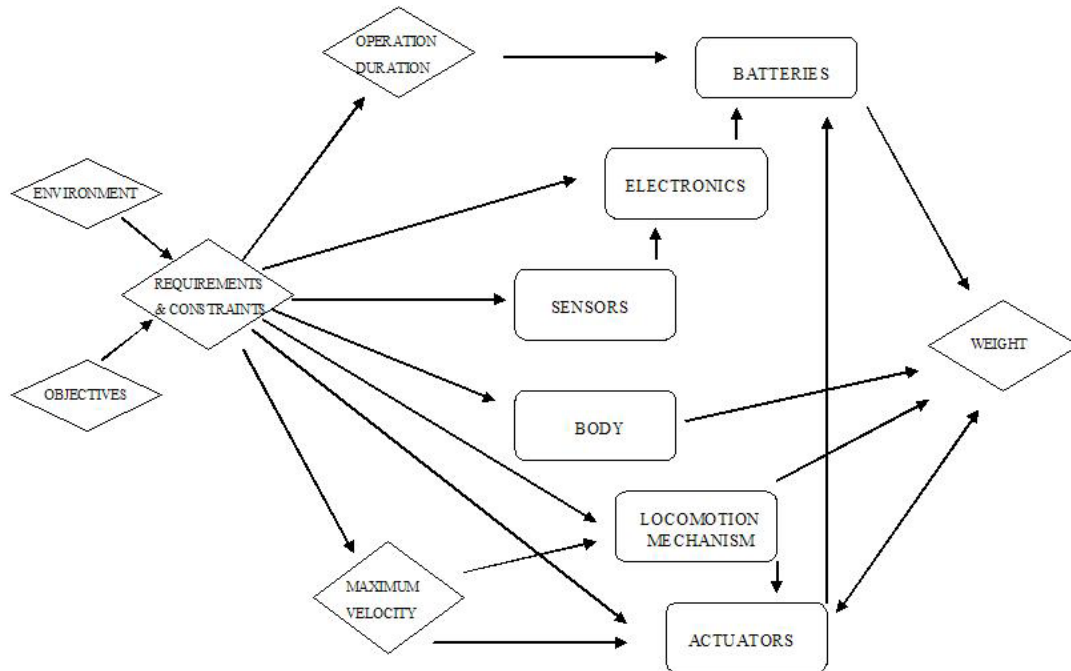 OPERATION
DURATION
BATTERIES
ENVIRONMENT
ELECTRONICS
REQUIREMENTS
& CONSTRAINTS
SENSORS
WEIGHT
OBJECTIVES
BODY
LOCOMOTION
MECHANISM
MAXIMUM
VELOCITY
ACTUATORS